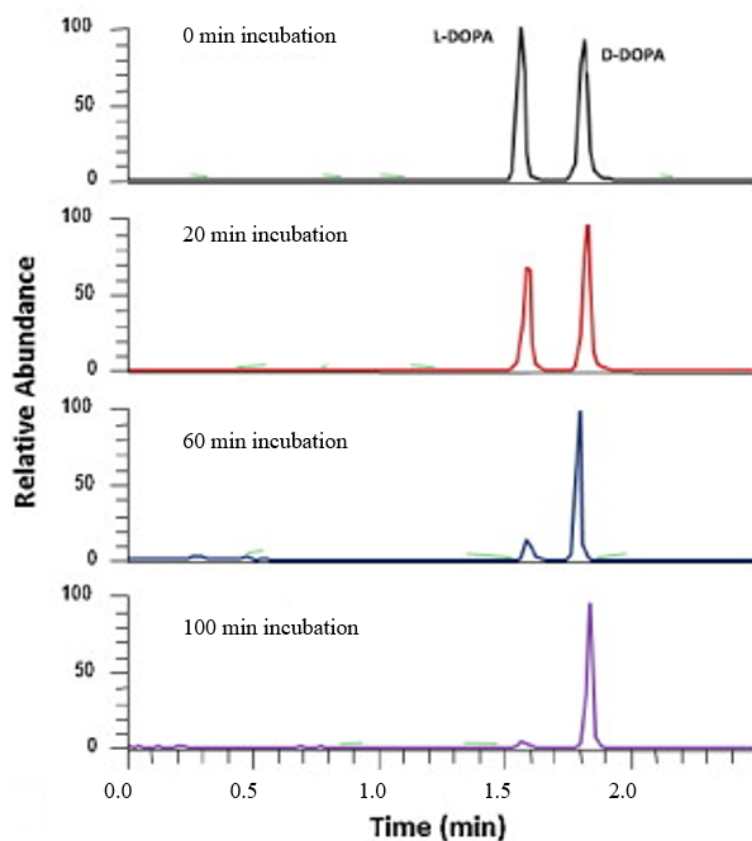 100
50
0
0 min incubation
L-DOPA
D-DOPA
100
50
0
20 min incubation
100
50
0
60 min incubation
100
50
0
100 min incubation
Relative Abundance
0.0 0.5 1.0 1.5 2.0
Time (min)